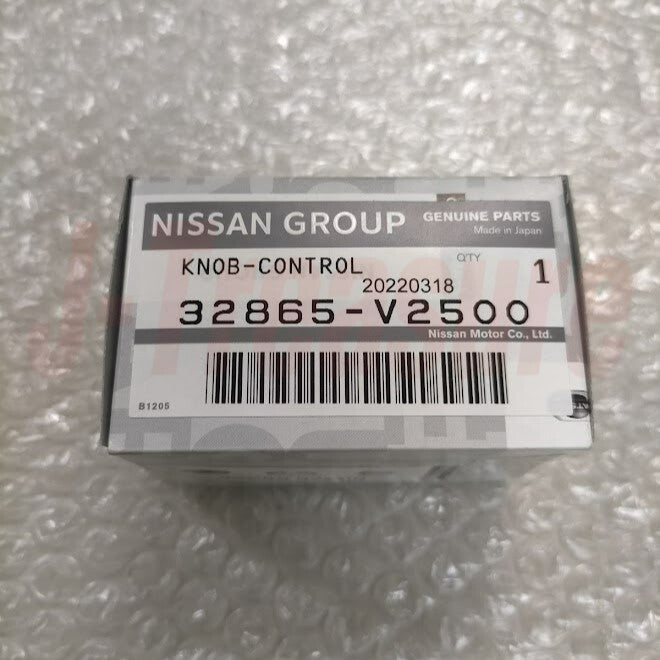 NISSAN GROUP GENUINE PARTS
Made in Japan
KNOB-CONTROL QTY 1
20220318
32865-V2500
Nissan Motor Co., Ltd.
B1205